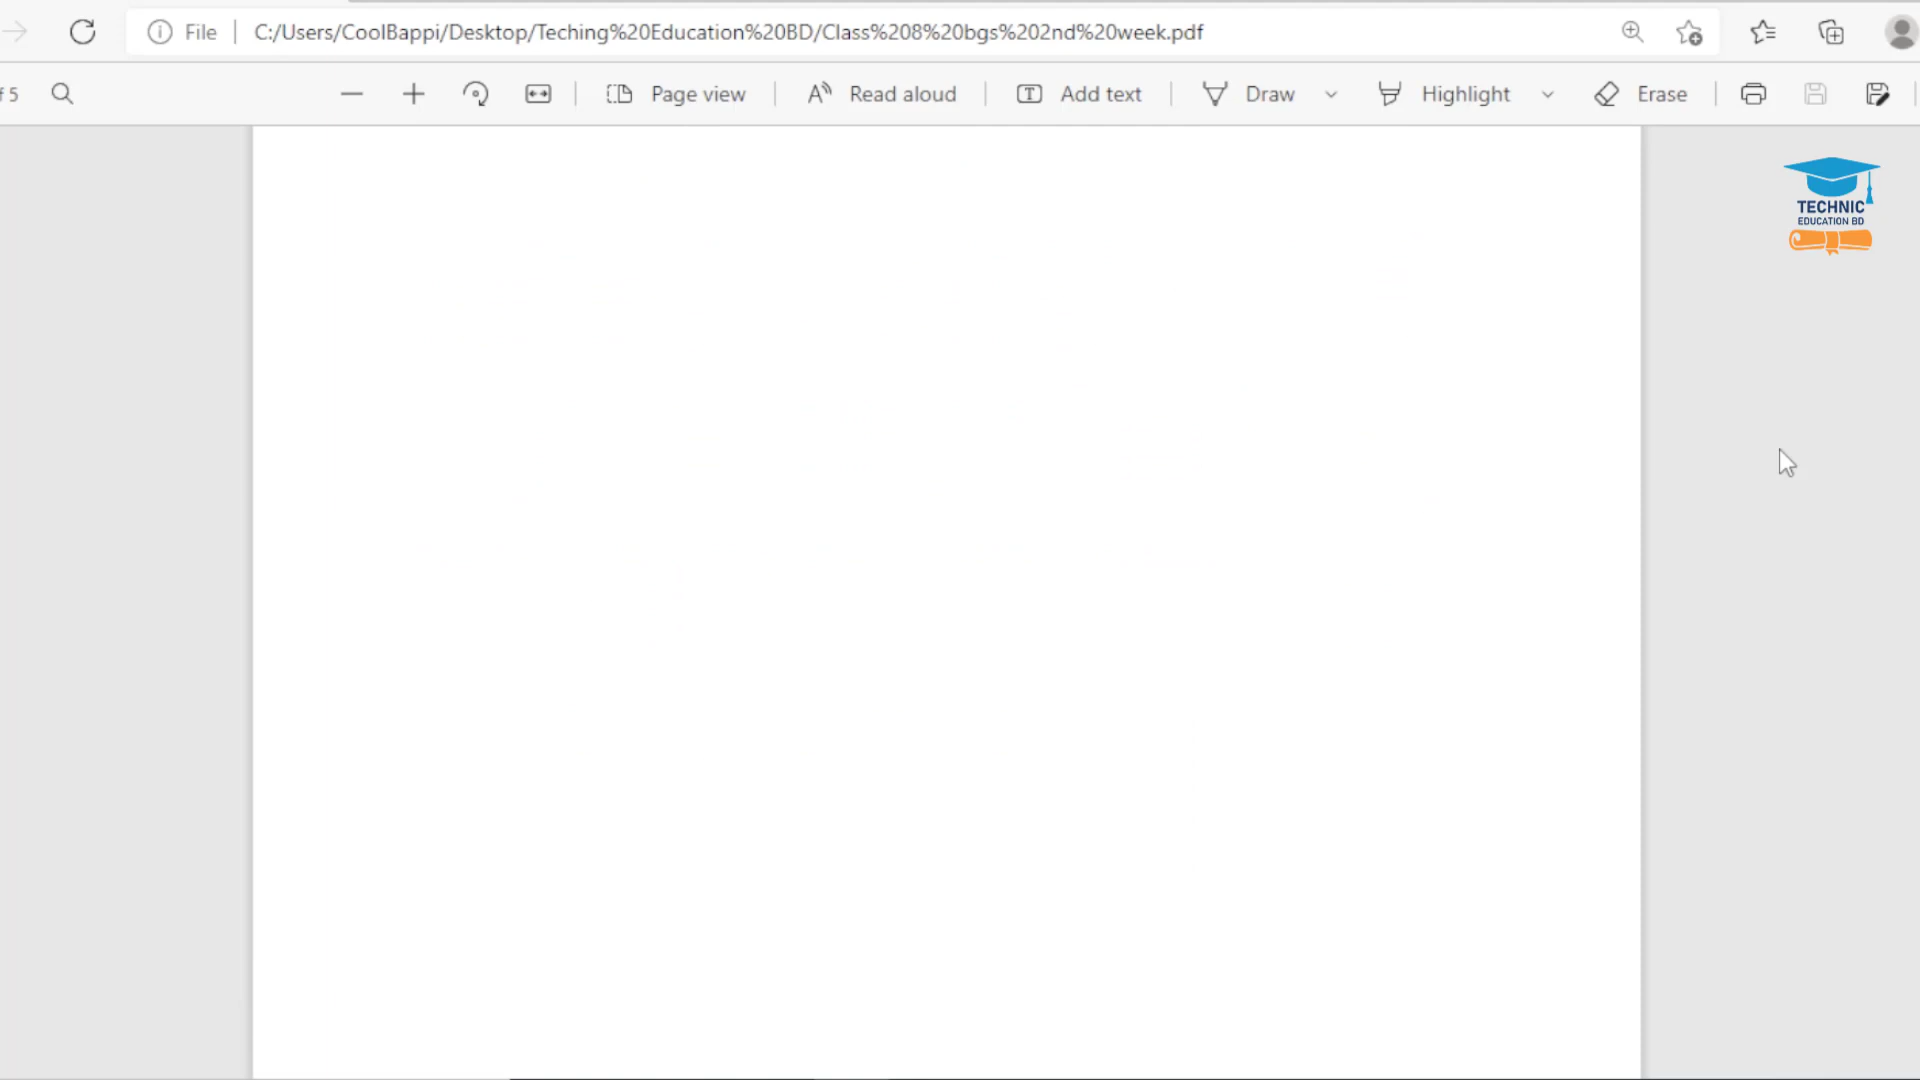 File C:/Users/CoolBappi/Desktop/Teching%20Education%20BD/Class%208%20bgs%202nd%20week.pdf
f 5 Page view Read aloud Add text Draw Highlight Erase
TECHNIC
EDUCATION BD